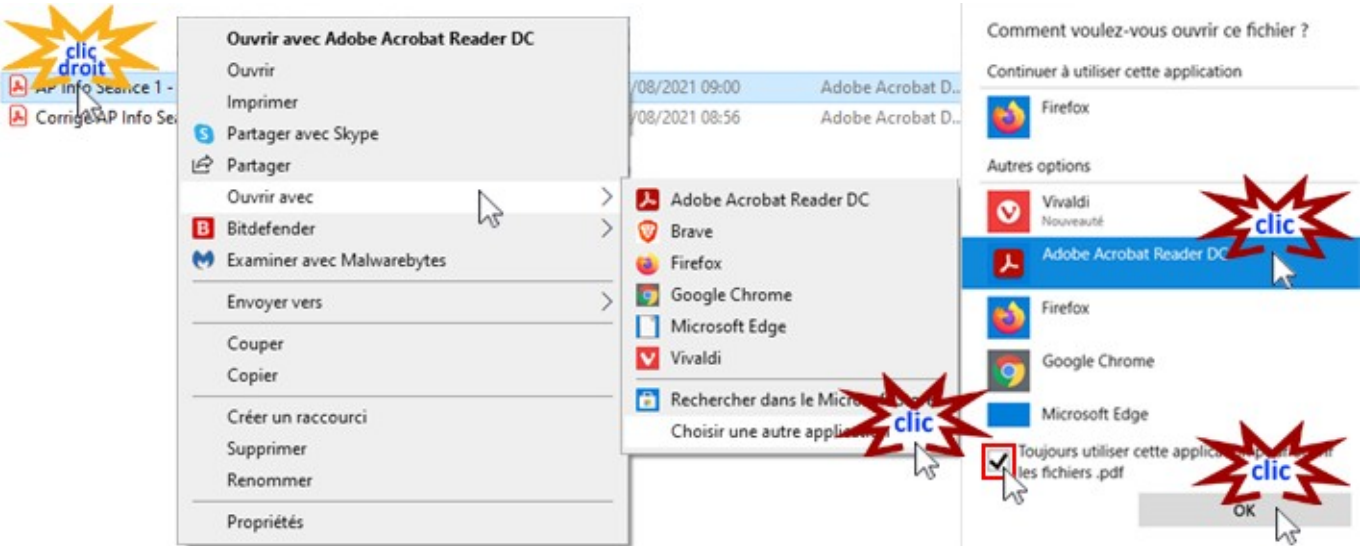 clic
droit
AP Info Séance 1 -
Corrigé AP Info Séa
Ouvrir avec Adobe Acrobat Reader DC
Ouvrir
Imprimer
Partager avec Skype
Partager
Ouvrir avec
Bitdefender
Examiner avec Malwarebytes
Envoyer vers
Couper
Copier
Créer un raccourci
Supprimer
Renommer
Propriétés
/08/2021 09:00 Adobe Acrobat D...
/08/2021 08:56 Adobe Acrobat D...
Adobe Acrobat Reader DC
Brave
Firefox
Google Chrome
Microsoft Edge
Vivaldi
Rechercher dans le
Choisir une autre
clic
Comment voulez-vous ouvrir ce fichier ?
Continuer à utiliser cette application
Firefox
Autres options
Vivaldi
Nouveauté
clic
Adobe Acrobat Reader DC
Firefox
Google Chrome
Microsoft Edge
Toujours utiliser cette
les fichiers .pdf
clic
OK